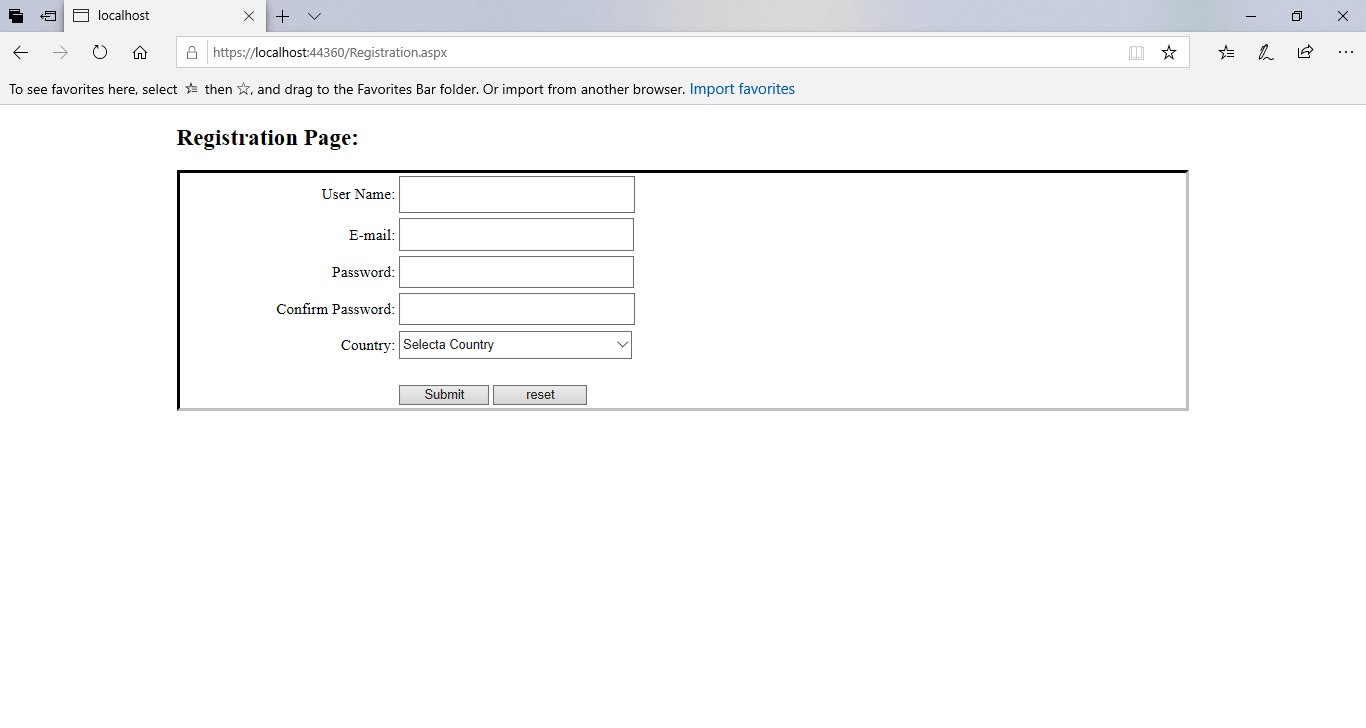 localhost
https://localhost:44360/Registration.aspx
To see favorites here, select then , and drag to the Favorites Bar folder. Or import from another browser. Import favorites
Registration Page:
User Name:
E-mail:
Password:
Confirm Password:
Country: Selecta Country
Submit reset